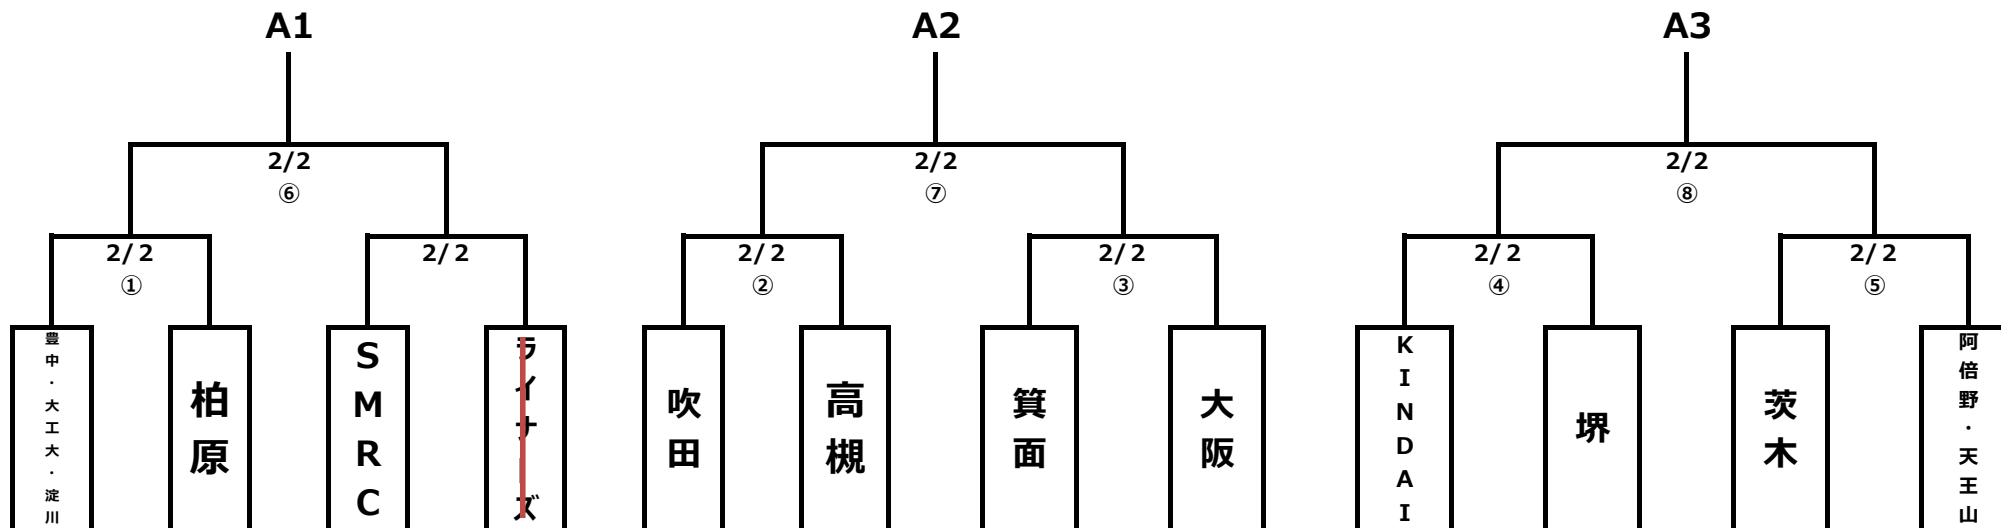 A1
A2
A3
2/2
⑥
2/2
⑦
2/2
⑧
2/2
①
2/2
2/2
②
2/2
③
2/2
④
2/2
⑤
豊中・大工大・淀川
柏原
SMRC
ライナーズ
吹田
高槻
箕面
大阪
KINDAI
堺
茨木
阿倍野・天王山